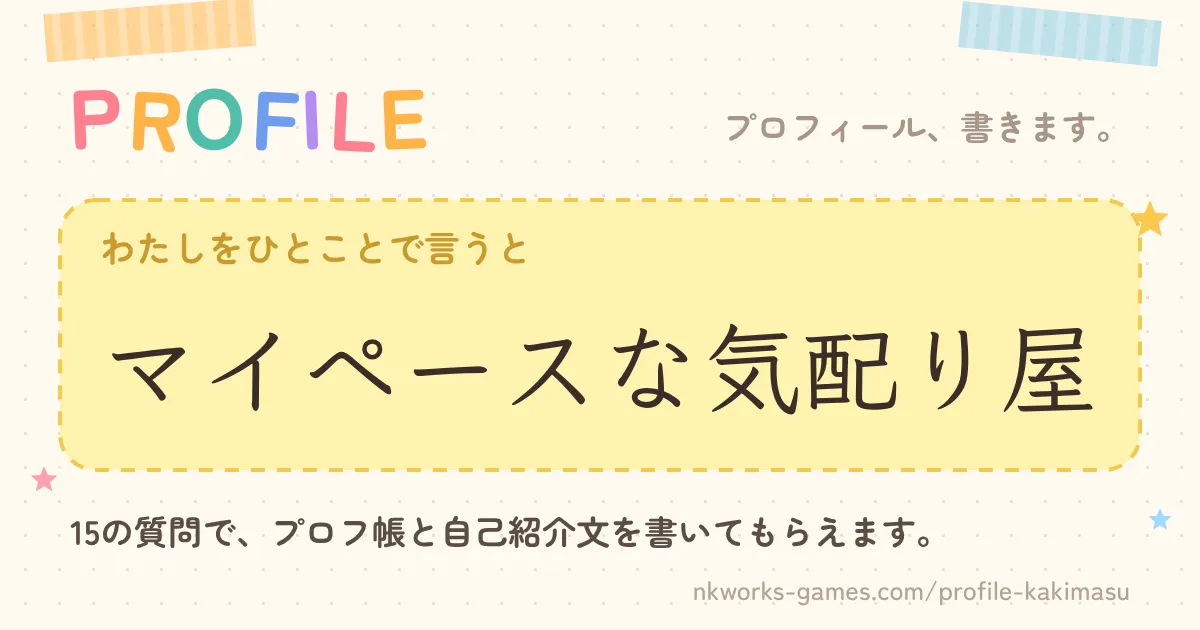 PROFILE
プロフィール、書きます。
わたしをひとことで言うと
マイペースな気配り屋
15の質問で、プロフ帳と自己紹介文を書いてもらえます。
nkworks-games.com/profile-kakimasu